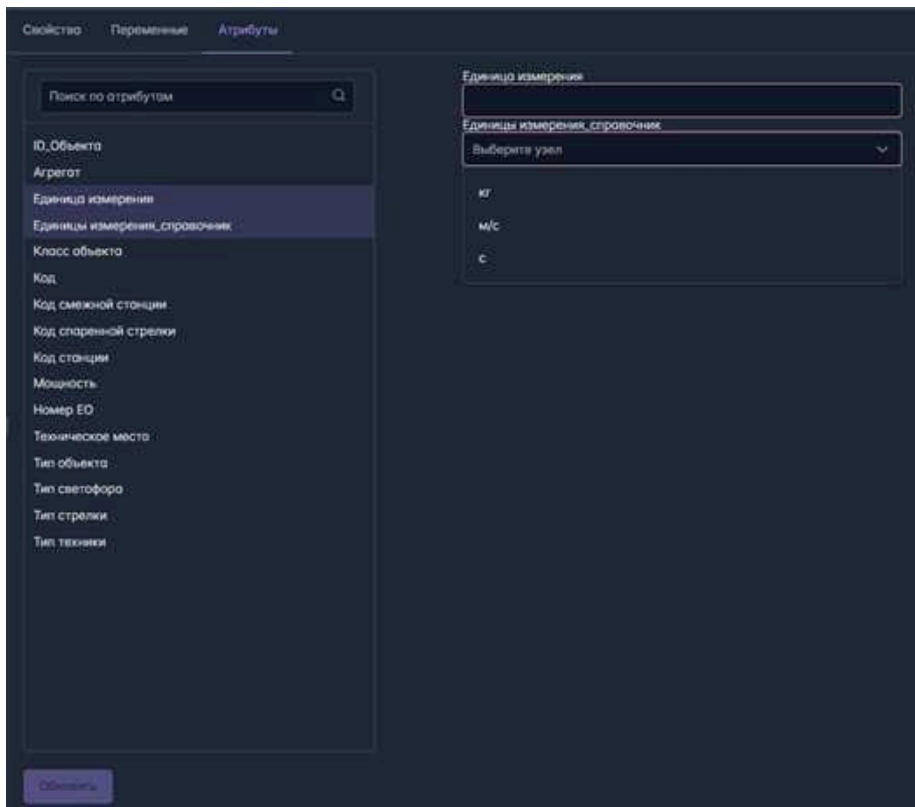 Свойство Переменные Атрибуты
Поиск по атрибутам
ID_Объекта
Агрегат
Единица измерения
Единицы измерения_справочник
Класс объекта
Код
Код смежной станции
Код спаренной стрелки
Код станции
Мощность
Номер ЕО
Техническое место
Тип объекта
Тип светофора
Тип стрелки
Тип техники
Обновить
Единица измерения
Единицы измерения_справочник
Выберите узел
кг
м/с
с